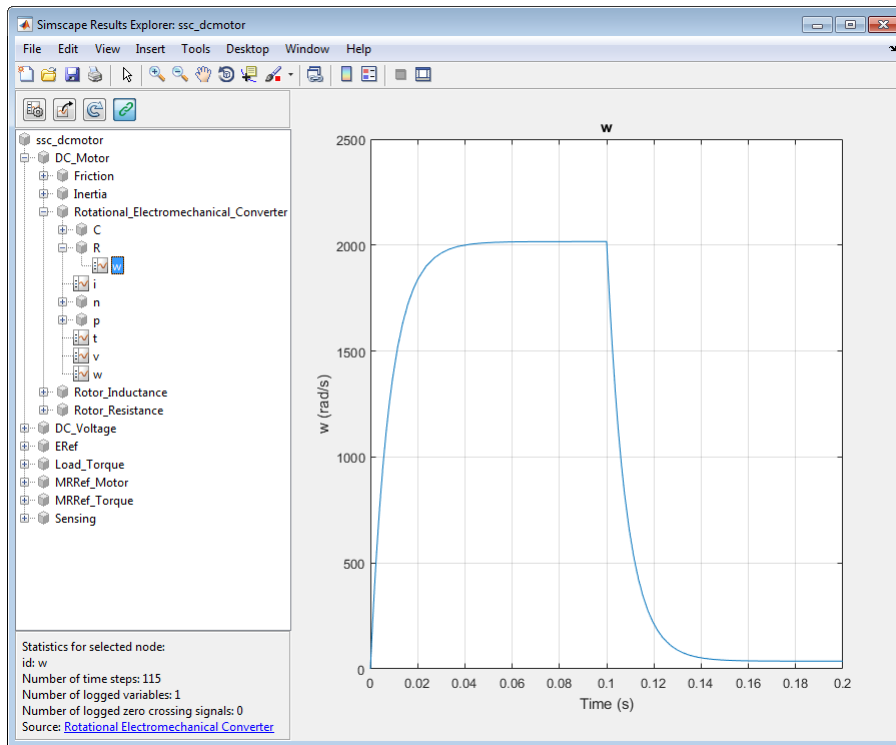 Simscape Results Explorer: ssc_dcmotor
File Edit View Insert Tools Desktop Window Help
ssc_dcmotor
DC_Motor
Friction
Inertia
Rotational_Electromechanical_Converter
C
R
w
i
n
p
t
v
w
Rotor_Inductance
Rotor_Resistance
DC_Voltage
ERef
Load_Torque
MRRef_Motor
MRRef_Torque
Sensing
Statistics for selected node:
id: w
Number of time steps: 115
Number of logged variables: 1
Number of logged zero crossing signals: 0
Source: Rotational Electromechanical Converter
w
2500
2000
1500
1000
500
0
w (rad/s)
0 0.02 0.04 0.06 0.08 0.1 0.12 0.14 0.16 0.18 0.2
Time (s)